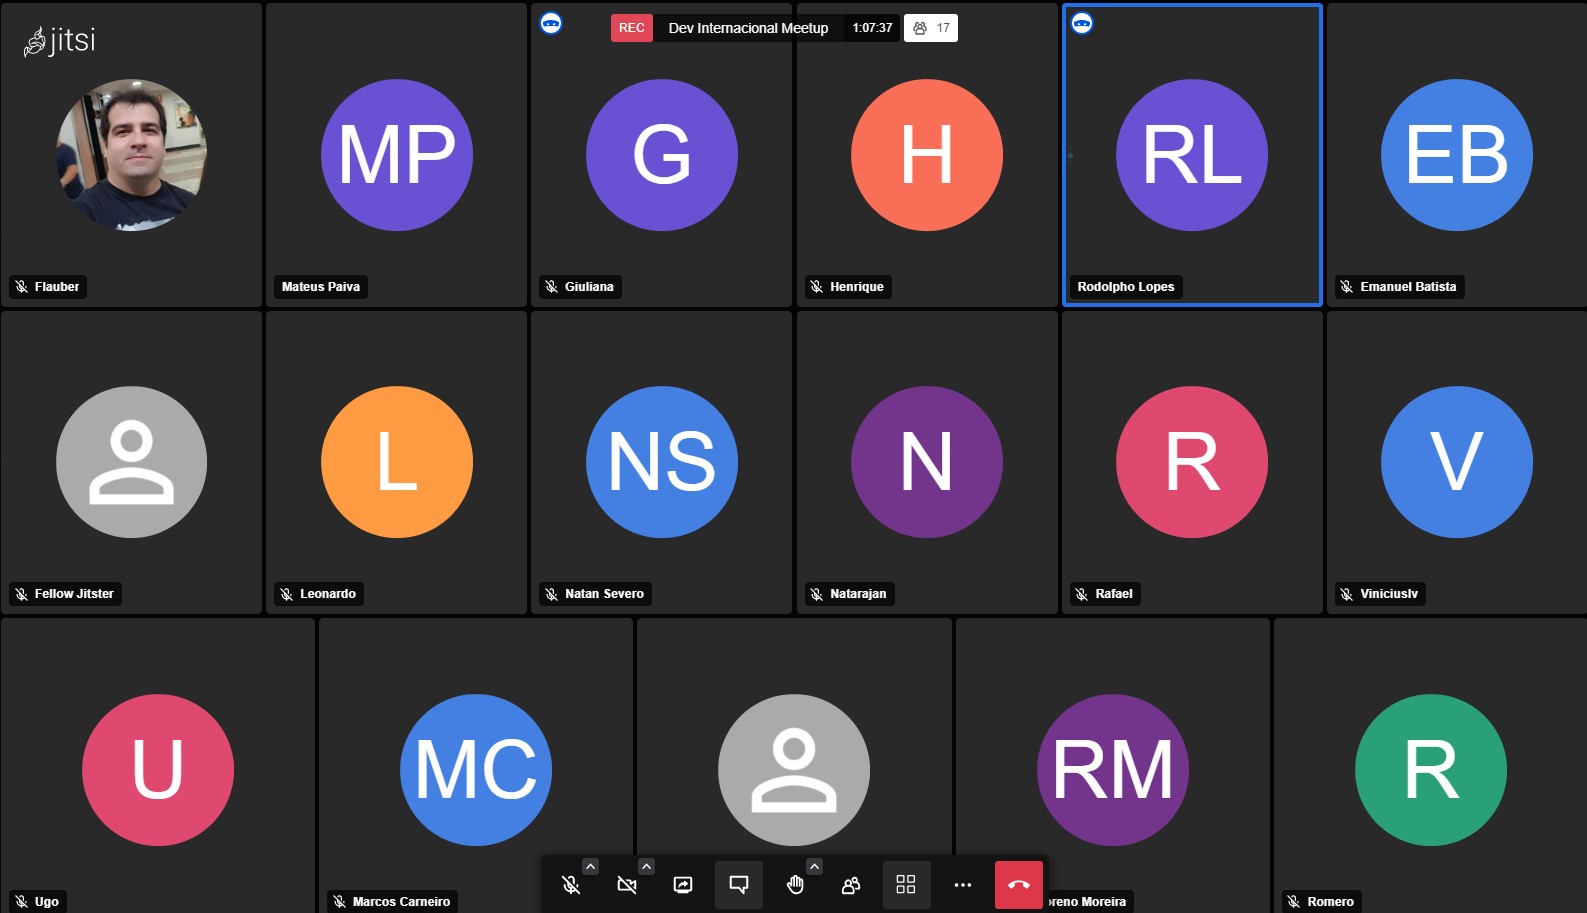 jitsi
REC Dev Internacional Meetup 1:07:37 17
MP
G
H
RL
EB
Flauber
Mateus Paiva
Giuliana
Henrique
Rodolpho Lopes
Emanuel Batista
L
NS
N
R
V
Fellow Jitster
Leonardo
Natan Severo
Natarajan
Rafael
Viniciuslv
U
MC
RM
R
Ugo
Marcos Carneiro
Moreira
Romero